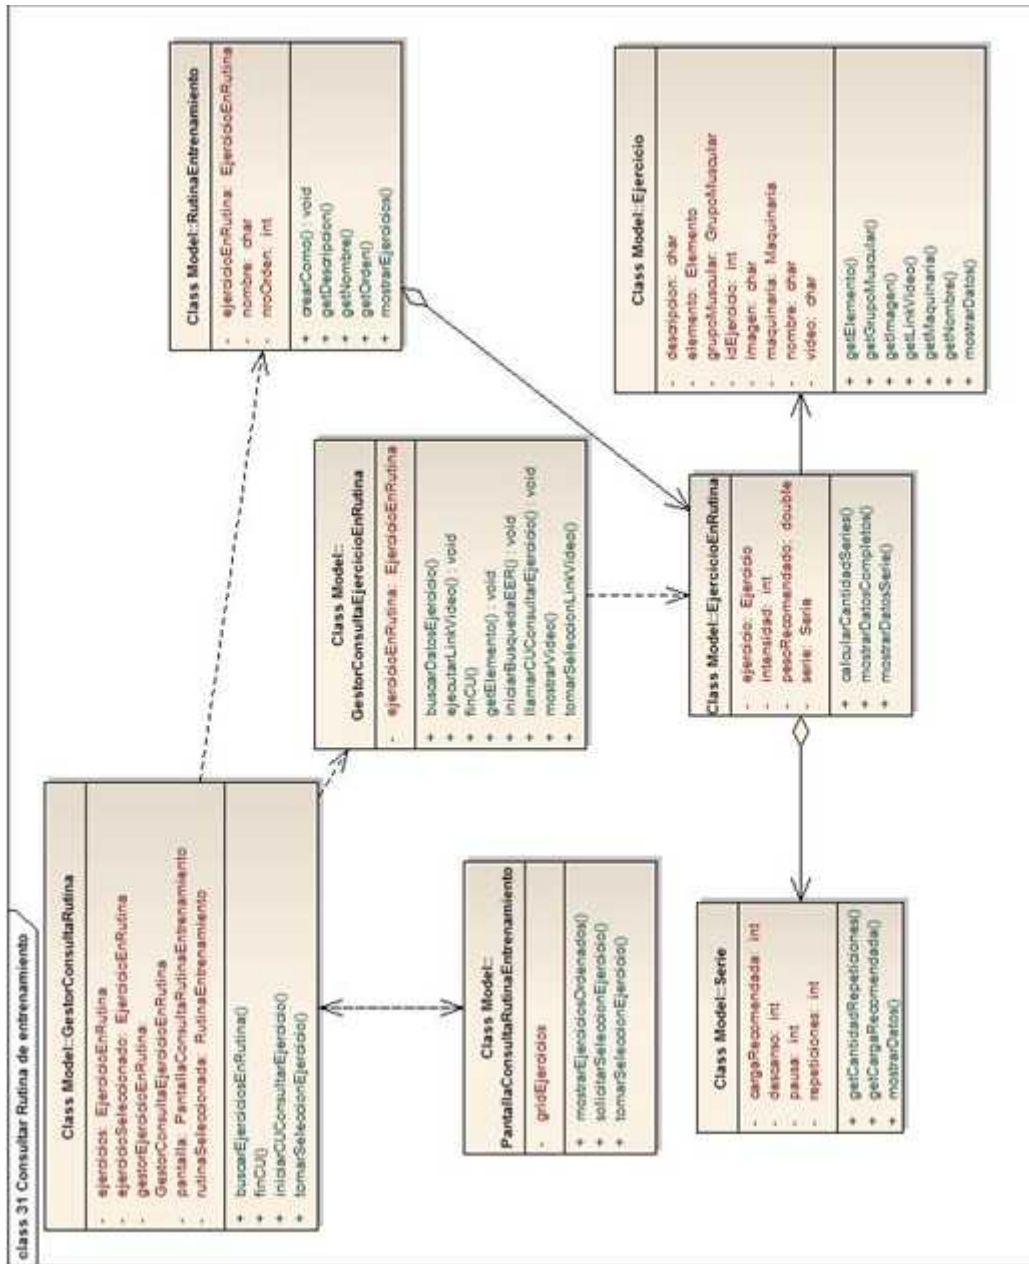 class 31 Consultar Rutina de entrenamiento
Class Model::GestorConsultaRutina
- ejercicios: EjercicioEnRutina
- ejercicioSeleccionado: EjercicioEnRutina
- gestorEjercicioEnRutina:
GestorConsultaEjercicioEnRutina
- pantalla: PantallaConsultaRutinaEntrenamiento
- rutinaSeleccionada: RutinaEntrenamiento
+ buscarEjerciciosEnRutina()
+ finCU()
+ iniciarCUConsultarEjercicio()
+ tomarSeleccionEjercicio()
Class Model::
GestorConsultaEjercicioEnRutina
- ejercicioEnRutina: EjercicioEnRutina
+ buscarDatosEjercicio()
+ ejecutarLinkVideo() : void
+ finCU()
+ getElemento() : void
+ iniciarBusquedaEER() : void
+ llamarCUConsultarEjercicio() : void
+ mostrarVideo()
+ tomarSeleccionLinkVideo()
Class Model::RutinaEntrenamiento
- ejercicioEnRutina: EjercicioEnRutina
- nombre: char
- nroOrden: int
+ crearComo() : void
+ getDescripcion()
+ getNombre()
+ getOrden()
+ mostrarEjercicios()
Class Model::
PantallaConsultaRutinaEntrenamiento
- gridEjercicios
+ mostrarEjerciciosOrdenados()
+ solicitarSeleccionEjercicio()
+ tomarSeleccionEjercicio()
Class Model::Serie
- cargaRecomendada: int
- descanso: int
- pausa: int
- repeticiones: int
+ getCantidadRepeticiones()
+ getCargaRecomendada()
+ mostrarDatos()
Class Model::EjercicioEnRutina
- ejercicio: Ejercicio
- intensidad: int
- pesoRecomendado: double
- serie: Serie
+ calcularCantidadSeries()
+ mostrarDatosCompletos()
+ mostrarDatosSerie()
Class Model::Ejercicio
- descripcion: char
- elemento: Elemento
- grupoMuscular: GrupoMuscular
- idEjercicio: int
- imagen: char
- maquinaria: Maquinaria
- nombre: char
- video: char
+ getElemento()
+ getGrupoMuscular()
+ getImagen()
+ getLinkVideo()
+ getMaquinaria()
+ getNombre()
+ mostrarDatos()